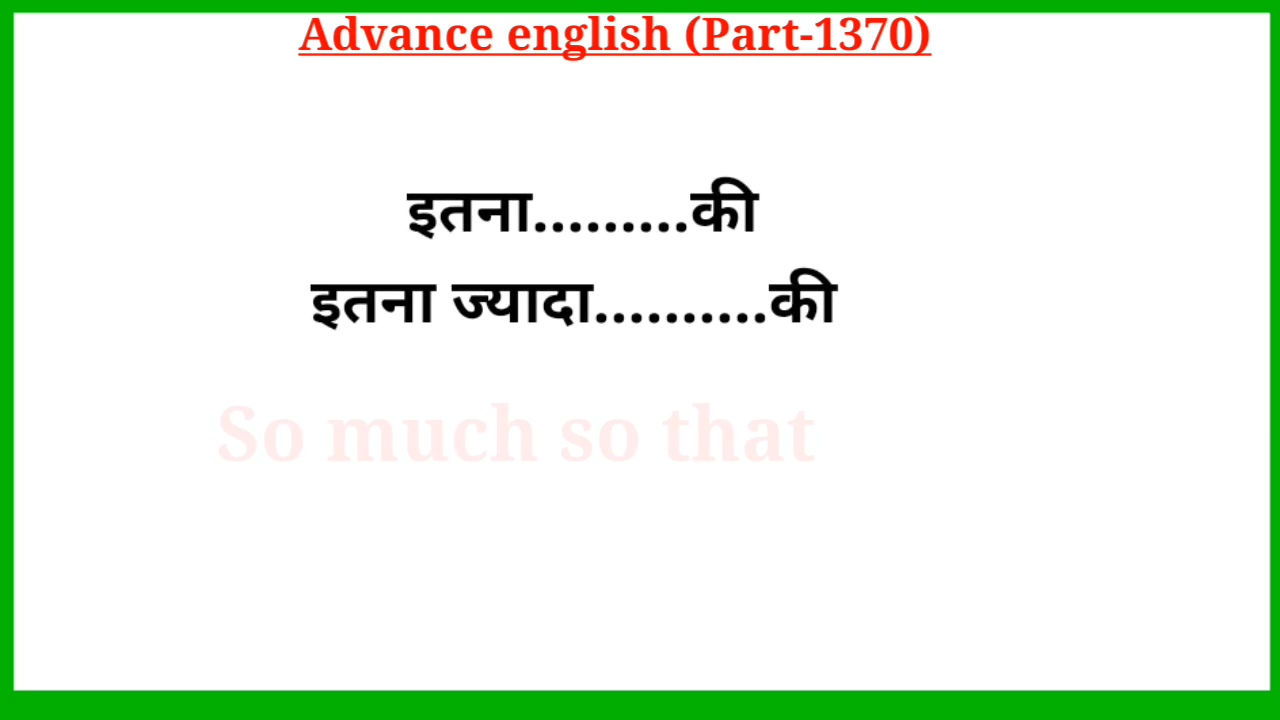 Advance english (Part-1370)
इतना.........की
इतना ज्यादा..........की
So much so that